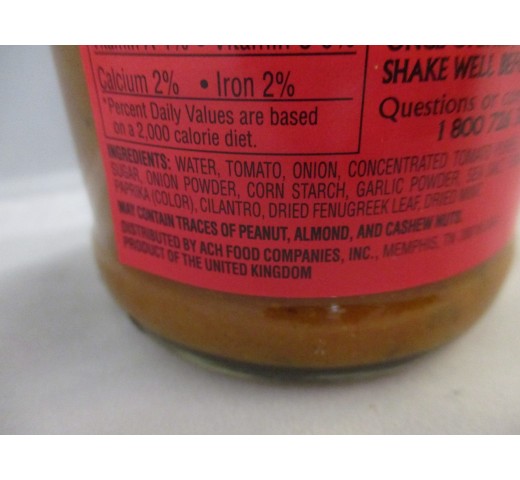 Calcium 2% • Iron 2%
*Percent Daily Values are based
on a 2,000 calorie diet.
SHAKE WELL
Questions or
1 800
INGREDIENTS: WATER, TOMATO, ONION, CONCENTRATED
SUGAR, ONION POWDER, CORN STARCH, GARLIC POWDER, SEA
PAPRIKA (COLOR), CILANTRO, DRIED FENUGREEK LEAF, DRIED MINT.
MAY CONTAIN TRACES OF PEANUT, ALMOND, AND CASHEW NUTS.
DISTRIBUTED BY ACH FOOD COMPANIES, INC., MEMPHIS, TN
PRODUCT OF THE UNITED KINGDOM